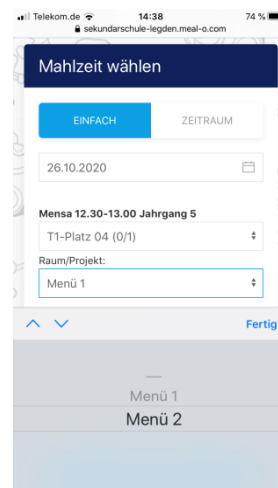 Telekom.de 14:38 74 %
sekundarschule-legden.meal-o.com
Mahlzeit wählen
EINFACH ZEITRAUM
26.10.2020
Mensa 12.30-13.00 Jahrgang 5
T1-Platz 04 (0/1)
Raum/Projekt:
Menü 1
Fertig
—
Menü 1
Menü 2